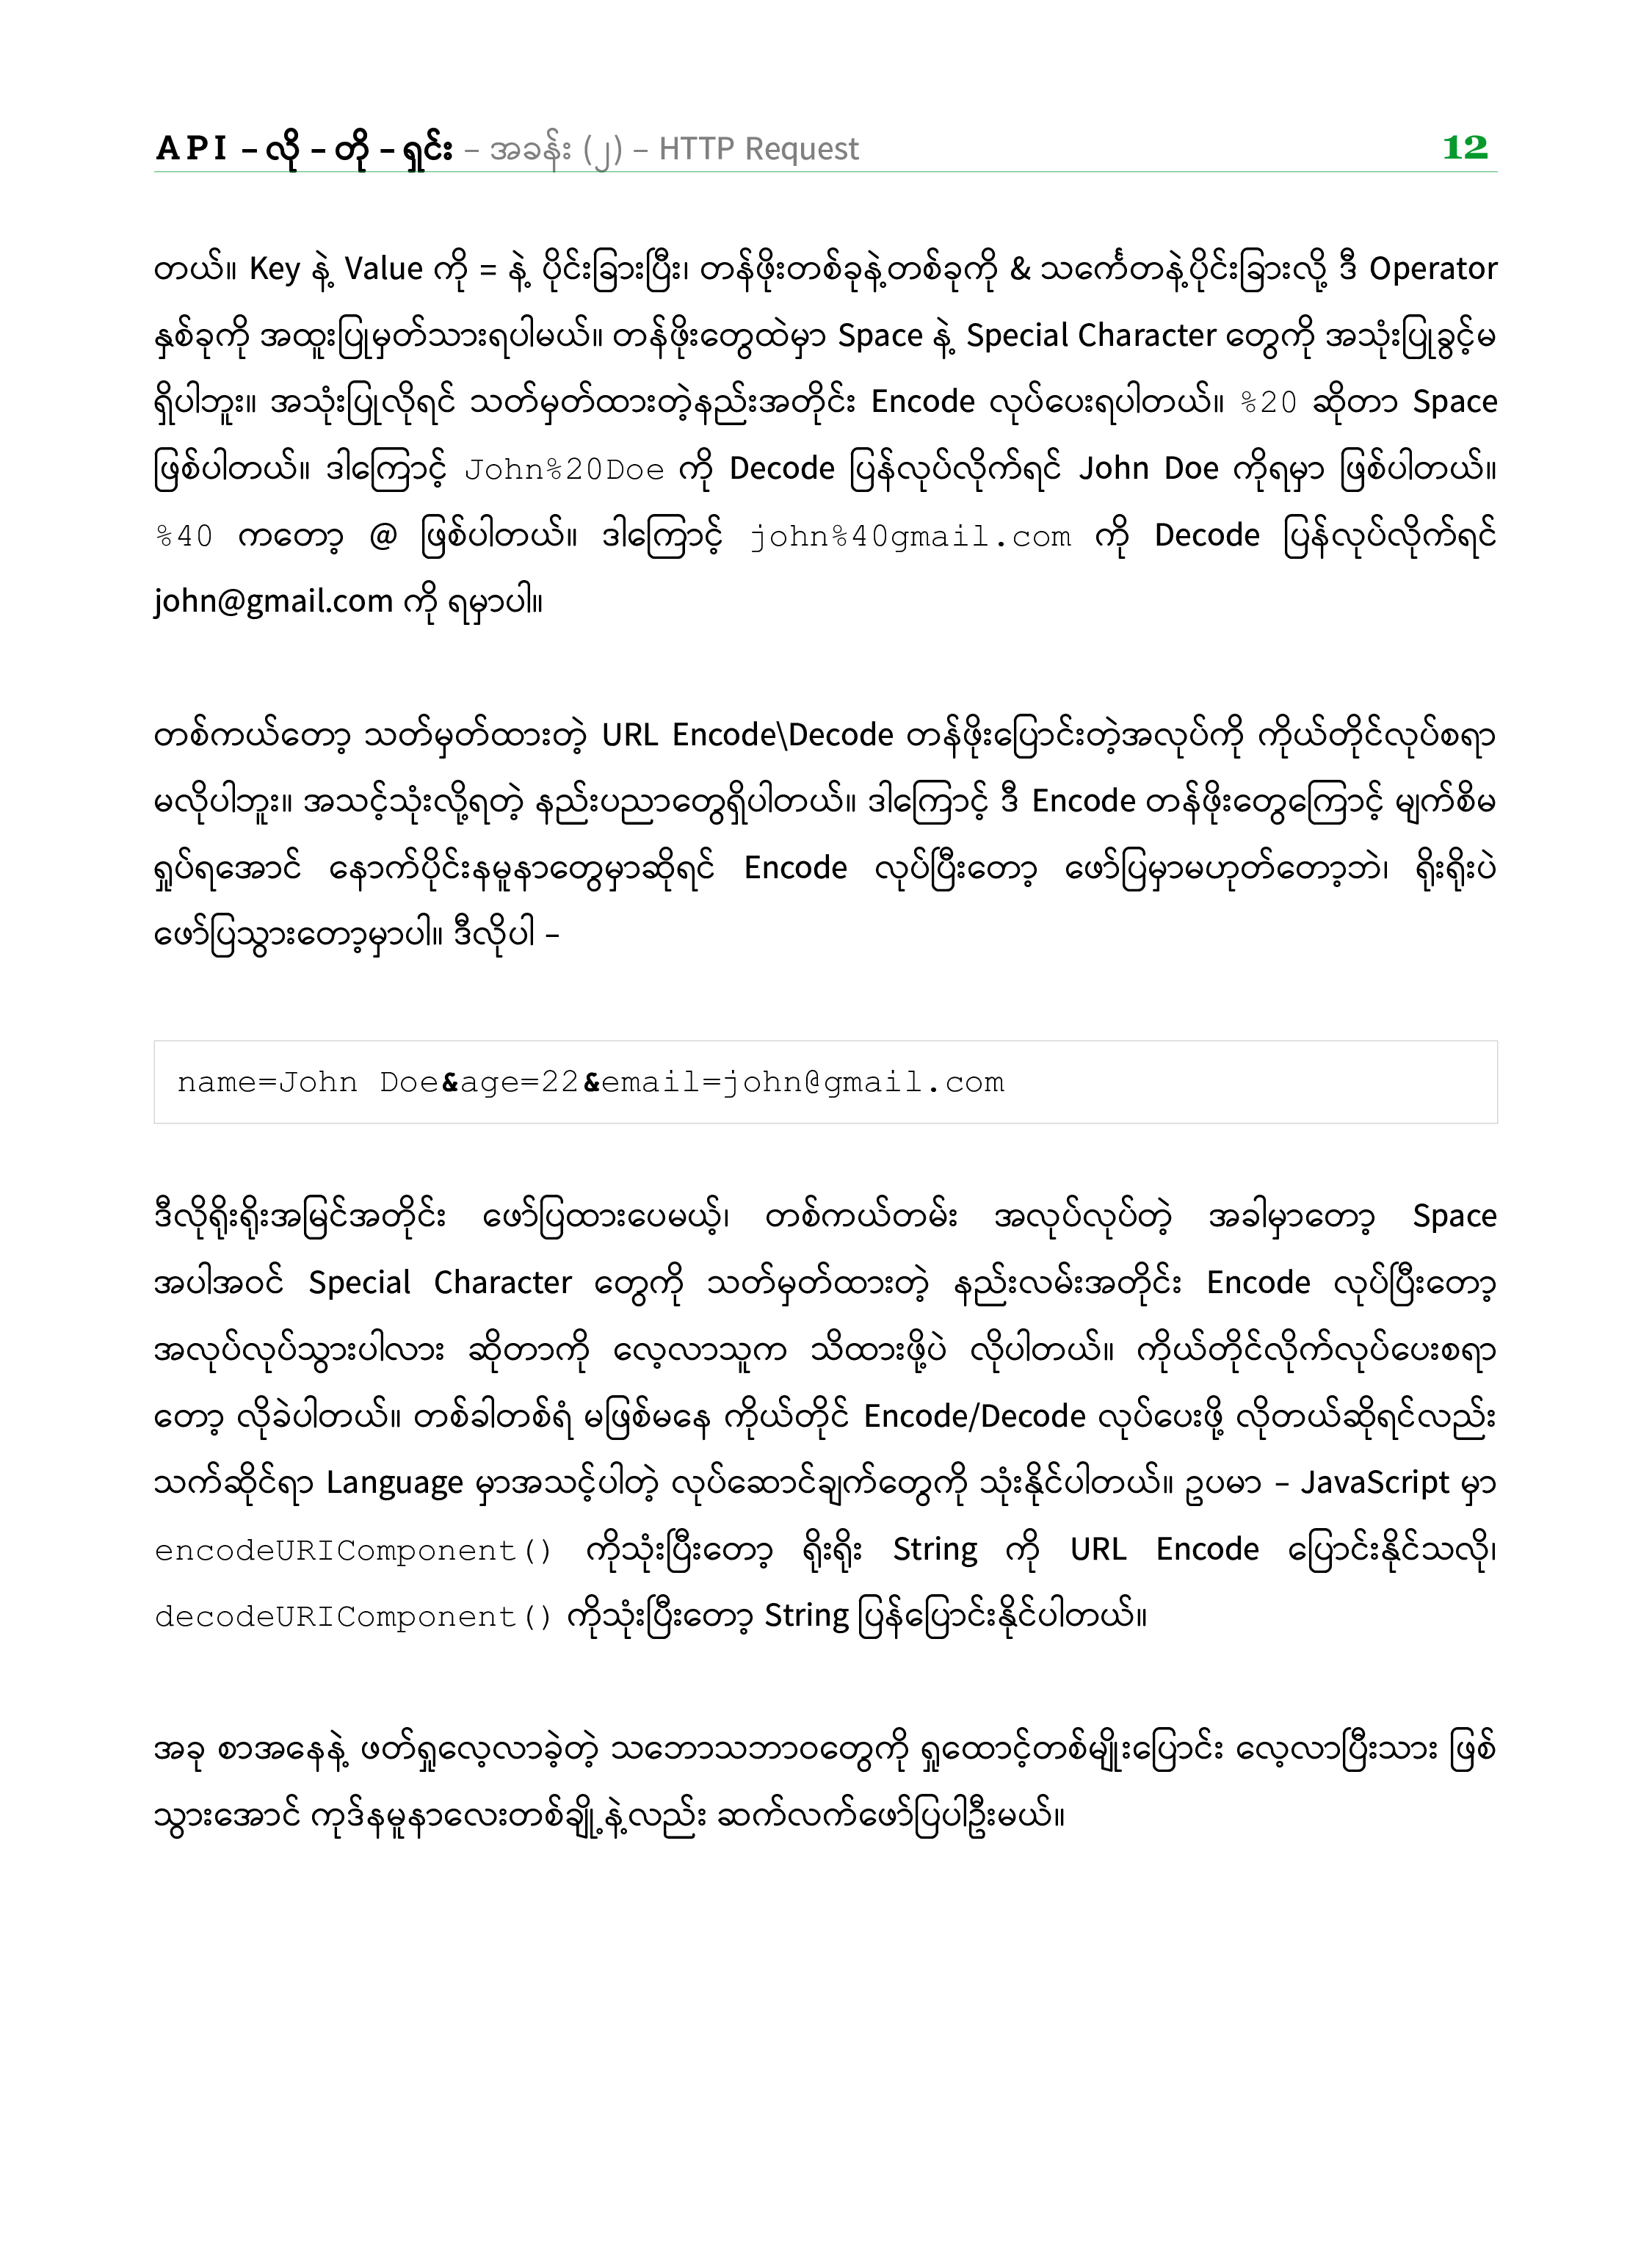 API – လို – တို – ရှင်း – အခန်း (၂) – HTTP Request 12
တယ်။ Key နဲ့ Value ကို = နဲ့ ပိုင်းခြားပြီး၊ တန်ဖိုးတစ်ခုနဲ့တစ်ခုကို & သင်္ကေတနဲ့ပိုင်းခြားလို့ ဒီ Operator
နှစ်ခုကို အထူးပြုမှတ်သားရပါမယ်။ တန်ဖိုးတွေထဲမှာ Space နဲ့ Special Character တွေကို အသုံးပြုခွင့်မ
ရှိပါဘူး။ အသုံးပြုလိုရင် သတ်မှတ်ထားတဲ့နည်းအတိုင်း Encode လုပ်ပေးရပါတယ်။ %20 ဆိုတာ Space
ဖြစ်ပါတယ်။ ဒါကြောင့် John%20Doe ကို Decode ပြန်လုပ်လိုက်ရင် John Doe ကိုရမှာ ဖြစ်ပါတယ်။
%40 ကတော့ @ ဖြစ်ပါတယ်။ ဒါကြောင့် john%40gmail.com ကို Decode ပြန်လုပ်လိုက်ရင်
john@gmail.com ကို ရမှာပါ။
တစ်ကယ်တော့ သတ်မှတ်ထားတဲ့ URL Encode\Decode တန်ဖိုးပြောင်းတဲ့အလုပ်ကို ကိုယ်တိုင်လုပ်စရာ
မလိုပါဘူး။ အသင့်သုံးလို့ရတဲ့ နည်းပညာတွေရှိပါတယ်။ ဒါကြောင့် ဒီ Encode တန်ဖိုးတွေကြောင့် မျက်စိမ
ရှုပ်ရအောင် နောက်ပိုင်းနမူနာတွေမှာဆိုရင် Encode လုပ်ပြီးတော့ ဖော်ပြမှာမဟုတ်တော့ဘဲ၊ ရိုးရိုးပဲ
ဖော်ပြသွားတော့မှာပါ။ ဒီလိုပါ –
name=John Doe&age=22&email=john@gmail.com
ဒီလိုရိုးရိုးအမြင်အတိုင်း ဖော်ပြထားပေမယ့်၊ တစ်ကယ်တမ်း အလုပ်လုပ်တဲ့ အခါမှာတော့ Space
အပါအဝင် Special Character တွေကို သတ်မှတ်ထားတဲ့ နည်းလမ်းအတိုင်း Encode လုပ်ပြီးတော့
အလုပ်လုပ်သွားပါလား ဆိုတာကို လေ့လာသူက သိထားဖို့ပဲ လိုပါတယ်။ ကိုယ်တိုင်လိုက်လုပ်ပေးစရာ
တော့ လိုခဲပါတယ်။ တစ်ခါတစ်ရံ မဖြစ်မနေ ကိုယ်တိုင် Encode/Decode လုပ်ပေးဖို့ လိုတယ်ဆိုရင်လည်း
သက်ဆိုင်ရာ Language မှာအသင့်ပါတဲ့ လုပ်ဆောင်ချက်တွေကို သုံးနိုင်ပါတယ်။ ဥပမာ – JavaScript မှာ
encodeURIComponent() ကိုသုံးပြီးတော့ ရိုးရိုး String ကို URL Encode ပြောင်းနိုင်သလို၊
decodeURIComponent() ကိုသုံးပြီးတော့ String ပြန်ပြောင်းနိုင်ပါတယ်။
အခု စာအနေနဲ့ ဖတ်ရှုလေ့လာခဲ့တဲ့ သဘောသဘာဝတွေကို ရှုထောင့်တစ်မျိုးပြောင်း လေ့လာပြီးသား ဖြစ်
သွားအောင် ကုဒ်နမူနာလေးတစ်ချို့နဲ့လည်း ဆက်လက်ဖော်ပြပါဦးမယ်။